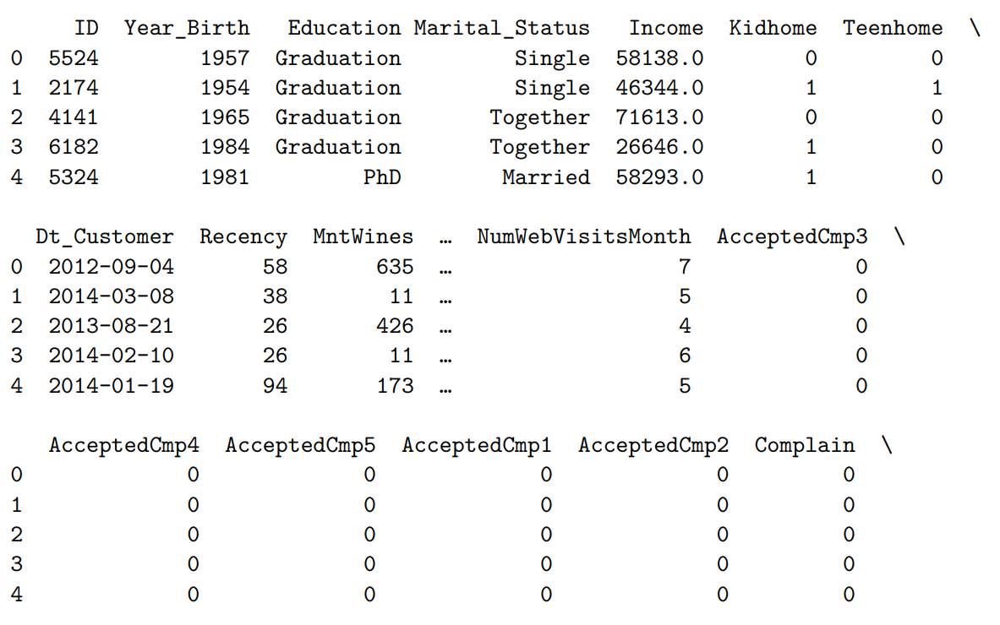 ID  Year_Birth   Education Marital_Status   Income  Kidhome  Teenhome  \
0  5524        1957  Graduation         Single  58138.0        0         0
1  2174        1954  Graduation         Single  46344.0        1         1
2  4141        1965  Graduation       Together  71613.0        0         0
3  6182        1984  Graduation       Together  26646.0        1         0
4  5324        1981         PhD        Married  58293.0        1         0
  Dt_Customer  Recency  MntWines  …  NumWebVisitsMonth  AcceptedCmp3  \
0  2012-09-04       58       635  …                  7             0
1  2014-03-08       38        11  …                  5             0
2  2013-08-21       26       426  …                  4             0
3  2014-02-10       26        11  …                  6             0
4  2014-01-19       94       173  …                  5             0
   AcceptedCmp4  AcceptedCmp5  AcceptedCmp1  AcceptedCmp2  Complain  \
0             0             0             0             0         0
1             0             0             0             0         0
2             0             0             0             0         0
3             0             0             0             0         0
4             0             0             0             0         0